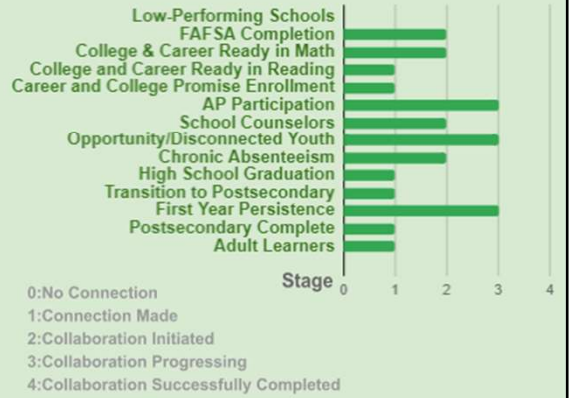 Low-Performing Schools
FAFSA Completion
College & Career Ready in Math
College and Career Ready in Reading
Career and College Promise Enrollment
AP Participation
School Counselors
Opportunity/Disconnected Youth
Chronic Absenteeism
High School Graduation
Transition to Postsecondary
First Year Persistence
Postsecondary Complete
Adult Learners
Stage 0 1 2 3 4
0:No Connection
1:Connection Made
2:Collaboration Initiated
3:Collaboration Progressing
4:Collaboration Successfully Completed